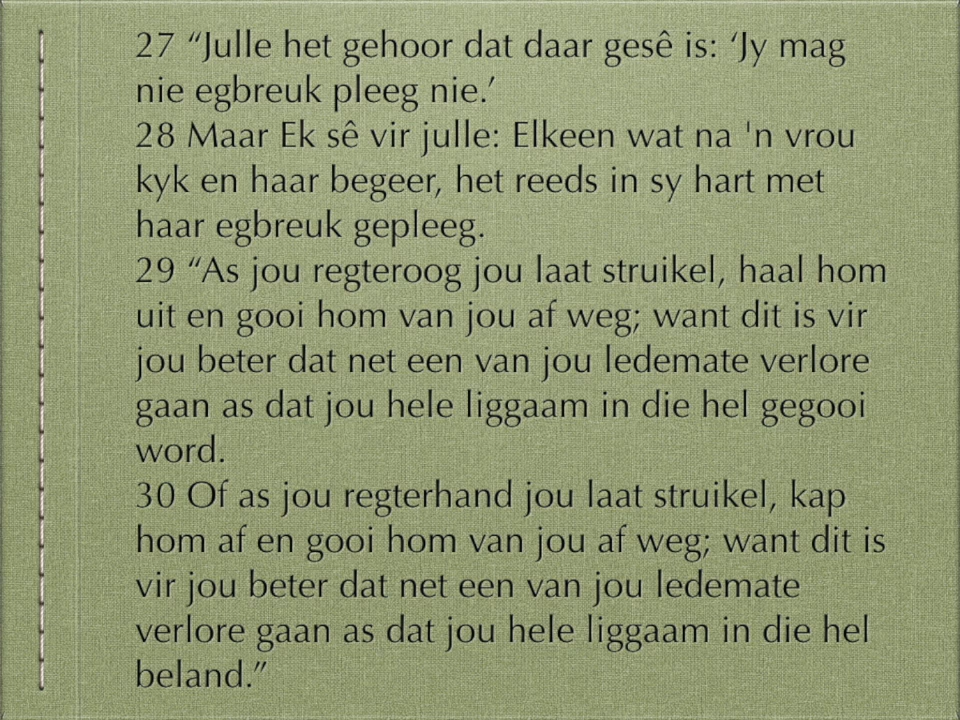 27 “Julle het gehoor dat daar gesê is: ‘Jy mag
nie egbreuk pleeg nie.’
28 Maar Ek sê vir julle: Elkeen wat na 'n vrou
kyk en haar begeer, het reeds in sy hart met
haar egbreuk gepleeg.
29 “As jou regteroog jou laat struikel, haal hom
uit en gooi hom van jou af weg; want dit is vir
jou beter dat net een van jou ledemate verlore
gaan as dat jou hele liggaam in die hel gegooi
word.
30 Of as jou regterhand jou laat struikel, kap
hom af en gooi hom van jou af weg; want dit is
vir jou beter dat net een van jou ledemate
verlore gaan as dat jou hele liggaam in die hel
beland.”